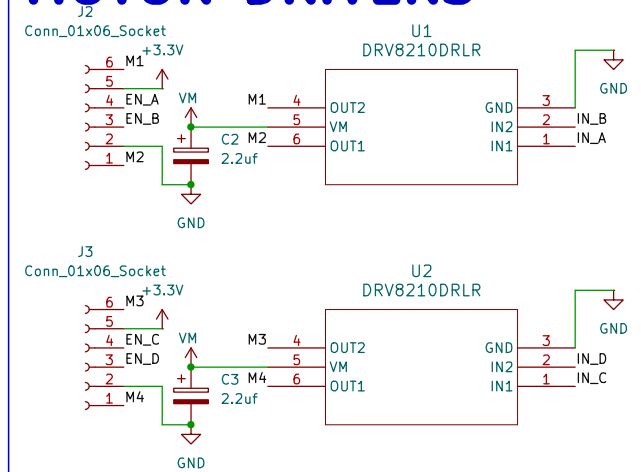 MOTOR DRIVERS
J2
Conn_01x06_Socket
+3.3V
6 M1
5
4 EN_A
3 EN_B
2
1 M2
VM
C2
2.2uf
GND
U1
DRV8210DRLR
M1 4 OUT2
5 VM
M2 6 OUT1
GND 3
IN2 2 IN_B
IN1 1 IN_A
GND
J3
Conn_01x06_Socket
+3.3V
6 M3
5
4 EN_C
3 EN_D
2
1 M4
VM
C3
2.2uf
GND
U2
DRV8210DRLR
M3 4 OUT2
5 VM
M4 6 OUT1
GND 3
IN2 2 IN_D
IN1 1 IN_C
GND